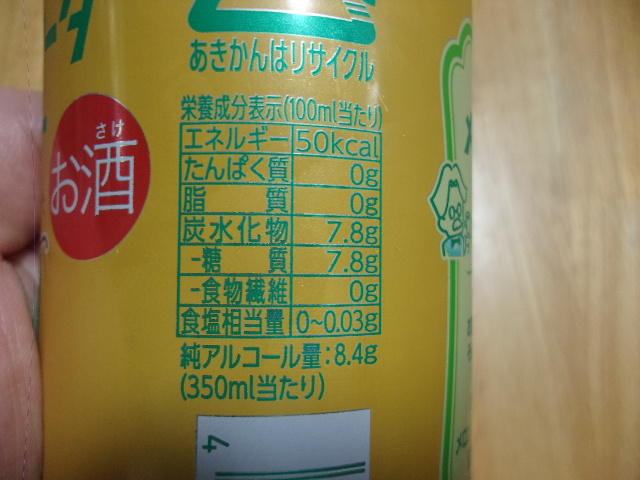 ータ
あきかんはリサイクル
さけ
お酒
栄養成分表示(100ml当たり)
エネルギー 50kcal
たんぱく質 0g
脂質 0g
炭水化物 7.8g
-糖質 7.8g
-食物繊維 0g
食塩相当量 0~0.03g
純アルコール量:8.4g
(350ml当たり)
4